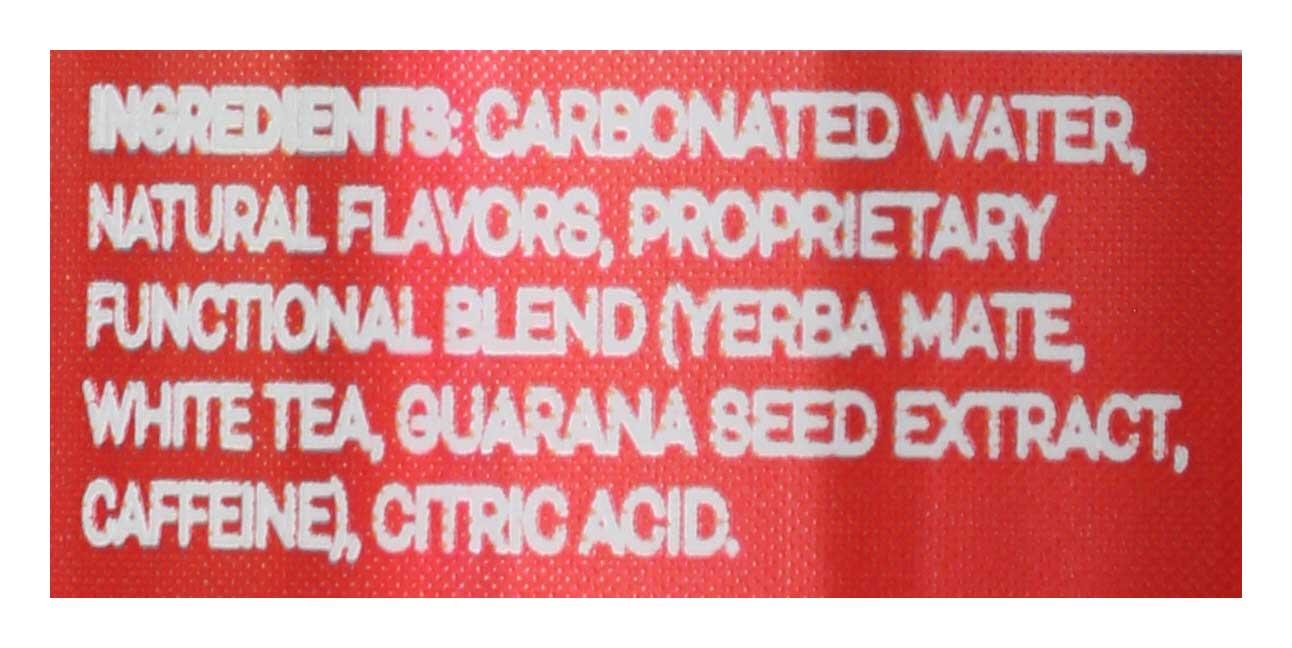 INGREDIENTS: CARBONATED WATER,
NATURAL FLAVORS, PROPRIETARY
FUNCTIONAL BLEND (YERBA MATE,
WHITE TEA, GUARANA SEED EXTRACT,
CAFFEINE), CITRIC ACID.